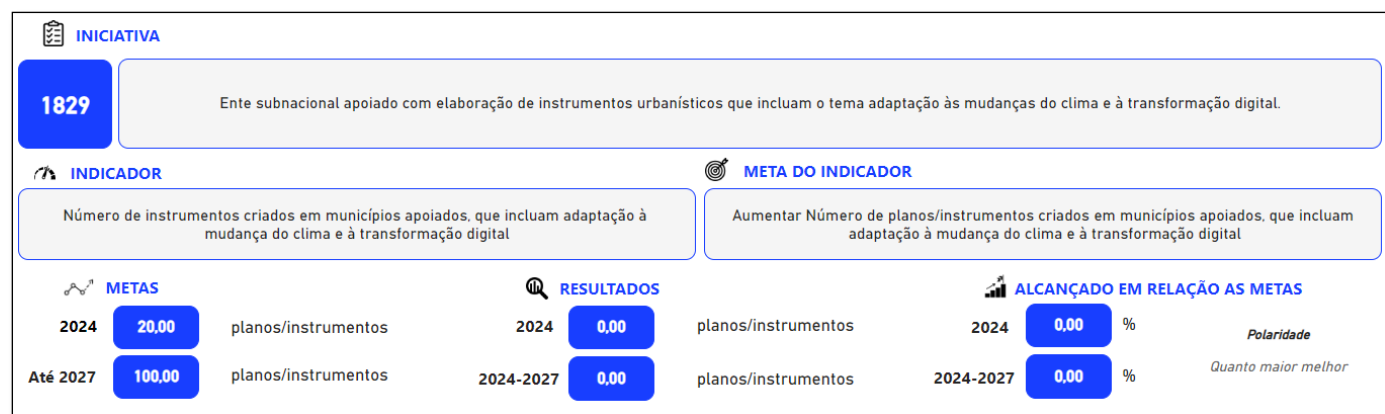 INICIATIVA
1829
Ente subnacional apoiado com elaboração de instrumentos urbanísticos que incluam o tema adaptação às mudanças do clima e à transformação digital.
INDICADOR
Número de instrumentos criados em municípios apoiados, que incluam adaptação à
mudança do clima e à transformação digital
META DO INDICADOR
Aumentar Número de planos/instrumentos criados em municípios apoiados, que incluam
adaptação à mudança do clima e à transformação digital
METAS
2024 20,00 planos/instrumentos
Até 2027 100,00 planos/instrumentos
RESULTADOS
2024 0,00 planos/instrumentos
2024-2027 0,00 planos/instrumentos
ALCANÇADO EM RELAÇÃO AS METAS
2024 0,00 %
2024-2027 0,00 %
Polaridade
Quanto maior melhor